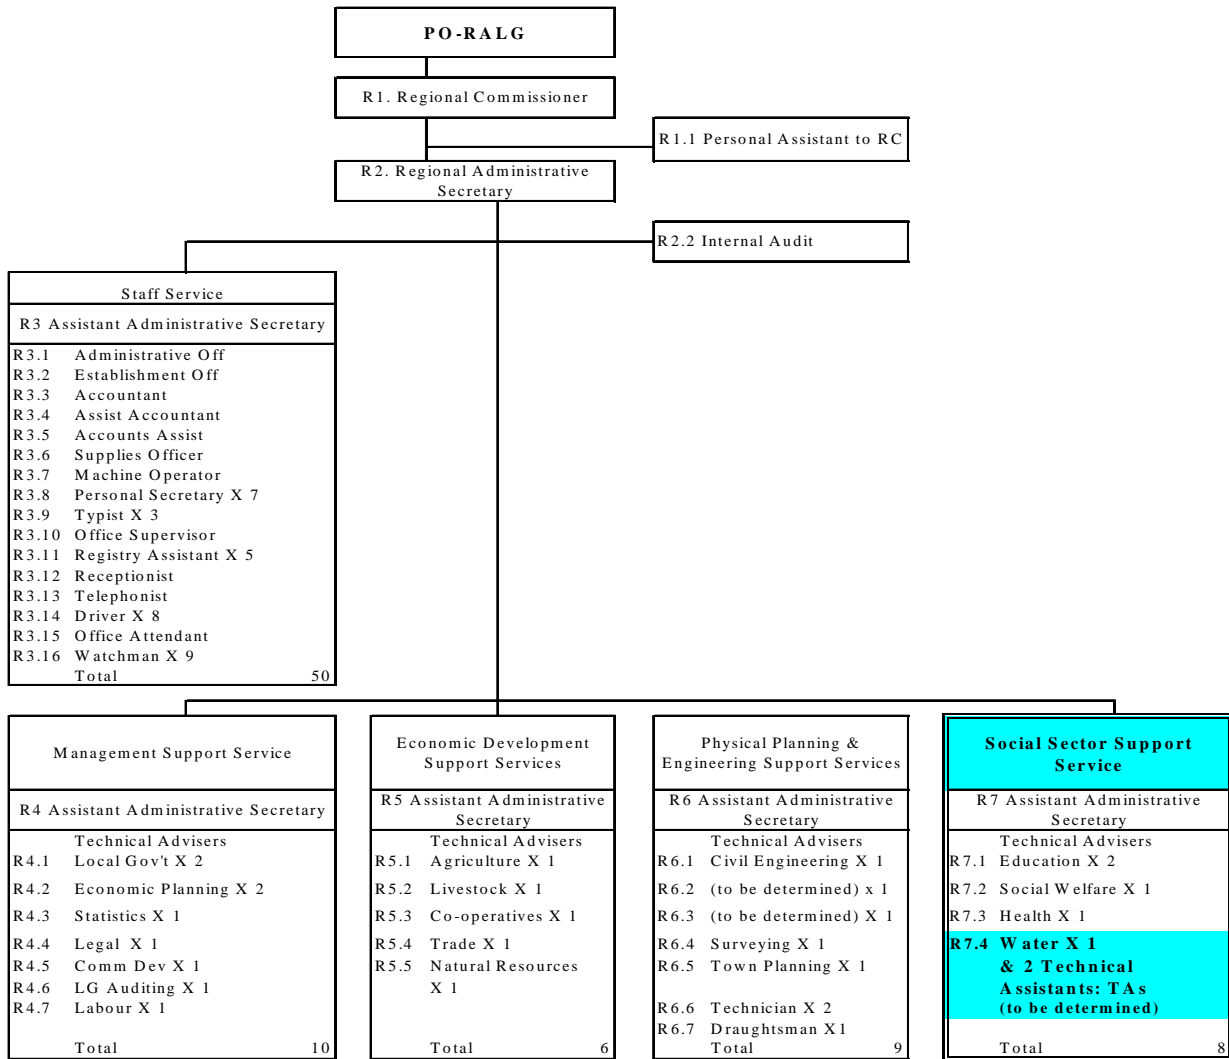 PO-RALG
R1. Regional Commissioner
R1.1 Personal Assistant to RC
R2. Regional Administrative
Secretary
R2.2 Internal Audit
Staff Service
R3 Assistant Administrative Secretary
R3.1 Administrative Off
R3.2 Establishment Off
R3.3 Accountant
R3.4 Assist Accountant
R3.5 Accounts Assist
R3.6 Supplies Officer
R3.7 Machine Operator
R3.8 Personal Secretary X 7
R3.9 Typist X 3
R3.10 Office Supervisor
R3.11 Registry Assistant X 5
R3.12 Receptionist
R3.13 Telephonist
R3.14 Driver X 8
R3.15 Office Attendant
R3.16 Watchman X 9
Total 50
Management Support Service
R4 Assistant Administrative Secretary
Technical Advisers
R4.1 Local Gov't X 2
R4.2 Economic Planning X 2
R4.3 Statistics X 1
R4.4 Legal X 1
R4.5 Comm Dev X 1
R4.6 LG Auditing X 1
R4.7 Labour X 1
Total 10
Economic Development
Support Services
R5 Assistant Administrative
Secretary
Technical Advisers
R5.1 Agriculture X 1
R5.2 Livestock X 1
R5.3 Co-operatives X 1
R5.4 Trade X 1
R5.5 Natural Resources
X 1
Total 6
Physical Planning &
Engineering Support Services
R6 Assistant Administrative
Secretary
Technical Advisers
R6.1 Civil Engineering X 1
R6.2 (to be determined) x 1
R6.3 (to be determined) X 1
R6.4 Surveying X 1
R6.5 Town Planning X 1
R6.6 Technician X 2
R6.7 Draughtsman X1
Total 9
Social Sector Support
Service
R7 Assistant Administrative
Secretary
Technical Advisers
R7.1 Education X 2
R7.2 Social Welfare X 1
R7.3 Health X 1
R7.4 Water X 1
& 2 Technical
Assistants: TAs
(to be determined)
Total 8